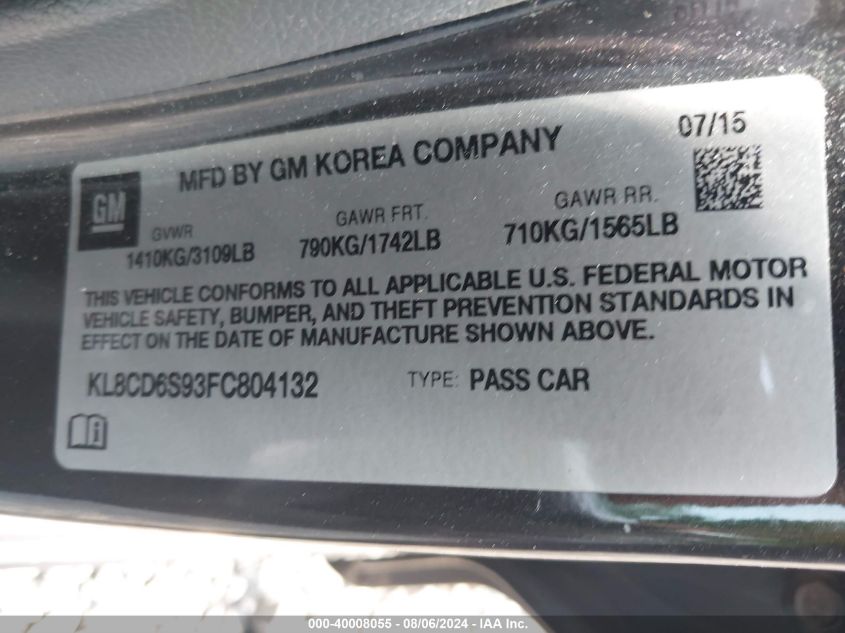 07/15
MFD BY GM KOREA COMPANY
GM
GVWR GAWR FRT. GAWR RR.
1410KG/3109LB 790KG/1742LB 710KG/1565LB
THIS VEHICLE CONFORMS TO ALL APPLICABLE U.S. FEDERAL MOTOR
VEHICLE SAFETY, BUMPER, AND THEFT PREVENTION STANDARDS IN
EFFECT ON THE DATE OF MANUFACTURE SHOWN ABOVE.
KL8CD6S93FC804132 TYPE: PASS CAR
000-40008055 - 08/06/2024 - IAA Inc.